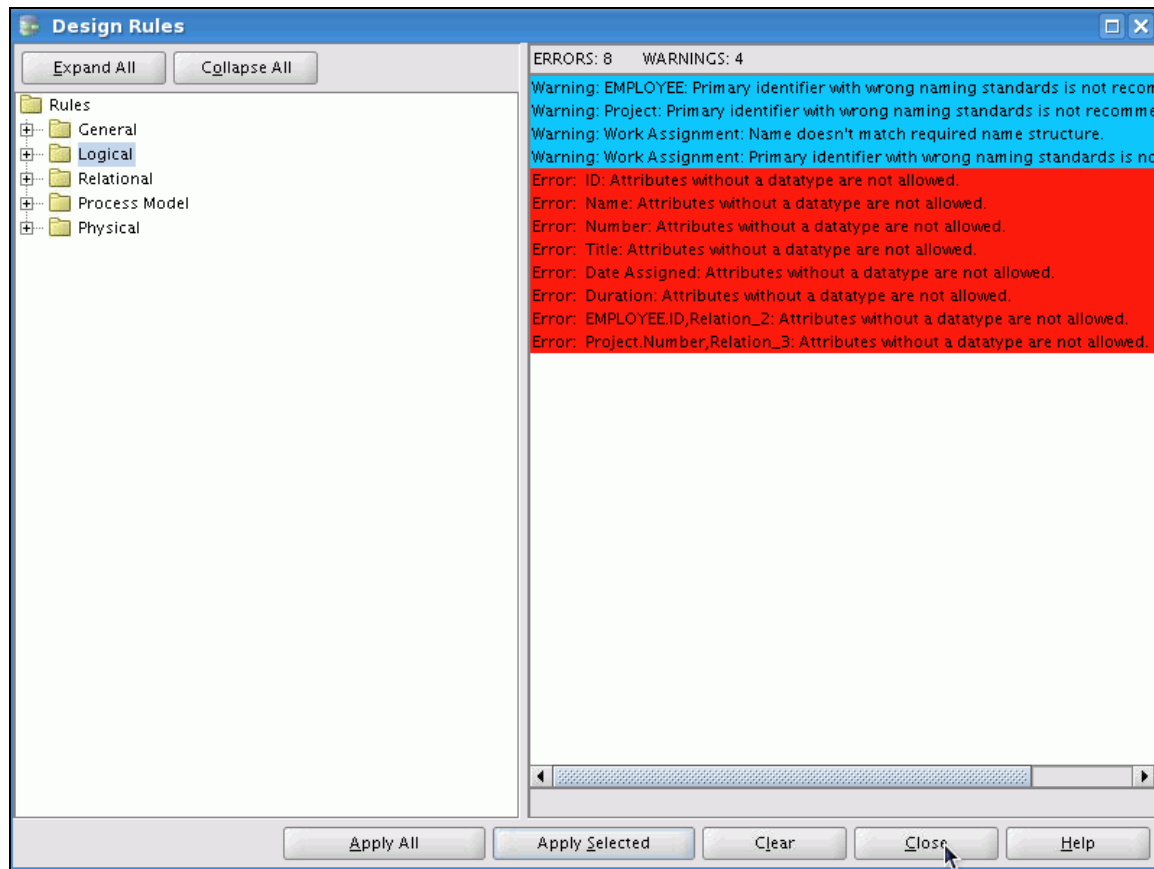 Design Rules
Expand All
Collapse All
Rules
General
Logical
Relational
Process Model
Physical
ERRORS: 8 WARNINGS: 4
Warning: EMPLOYEE: Primary identifier with wrong naming standards is not recom
Warning: Project: Primary identifier with wrong naming standards is not recomme
Warning: Work Assignment: Name doesn't match required name structure.
Warning: Work Assignment: Primary identifier with wrong naming standards is no
Error: ID: Attributes without a datatype are not allowed.
Error: Name: Attributes without a datatype are not allowed.
Error: Number: Attributes without a datatype are not allowed.
Error: Title: Attributes without a datatype are not allowed.
Error: Date Assigned: Attributes without a datatype are not allowed.
Error: Duration: Attributes without a datatype are not allowed.
Error: EMPLOYEE.ID,Relation_2: Attributes without a datatype are not allowed.
Error: Project.Number,Relation_3: Attributes without a datatype are not allowed.
Apply All
Apply Selected
Clear
Close
Help